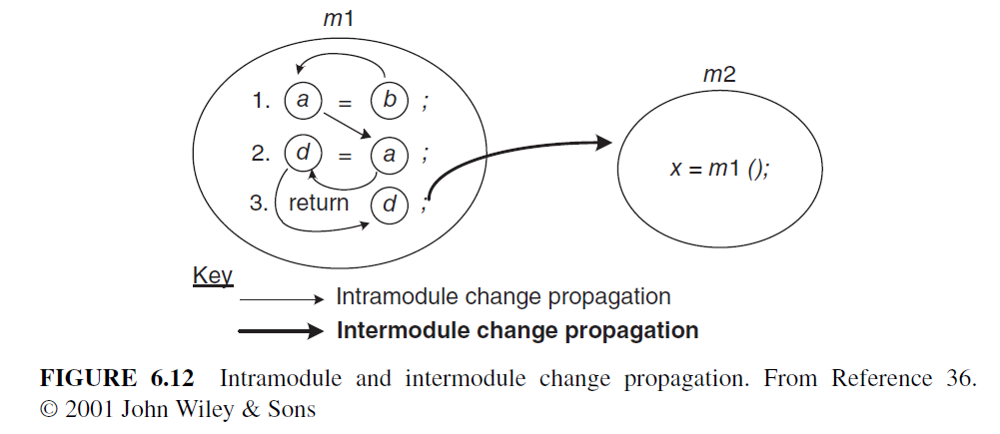 m1
m2
1. a = b ;
2. d = a ;
x = m1 ();
3. return d ;
Key
Intramodule change propagation
Intermodule change propagation
FIGURE 6.12 Intramodule and intermodule change propagation. From Reference 36.
© 2001 John Wiley & Sons